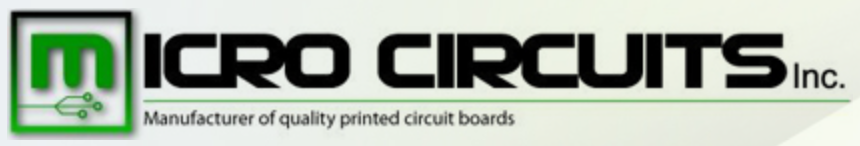 mICRO CIRCUITS Inc.
Manufacturer of quality printed circuit boards